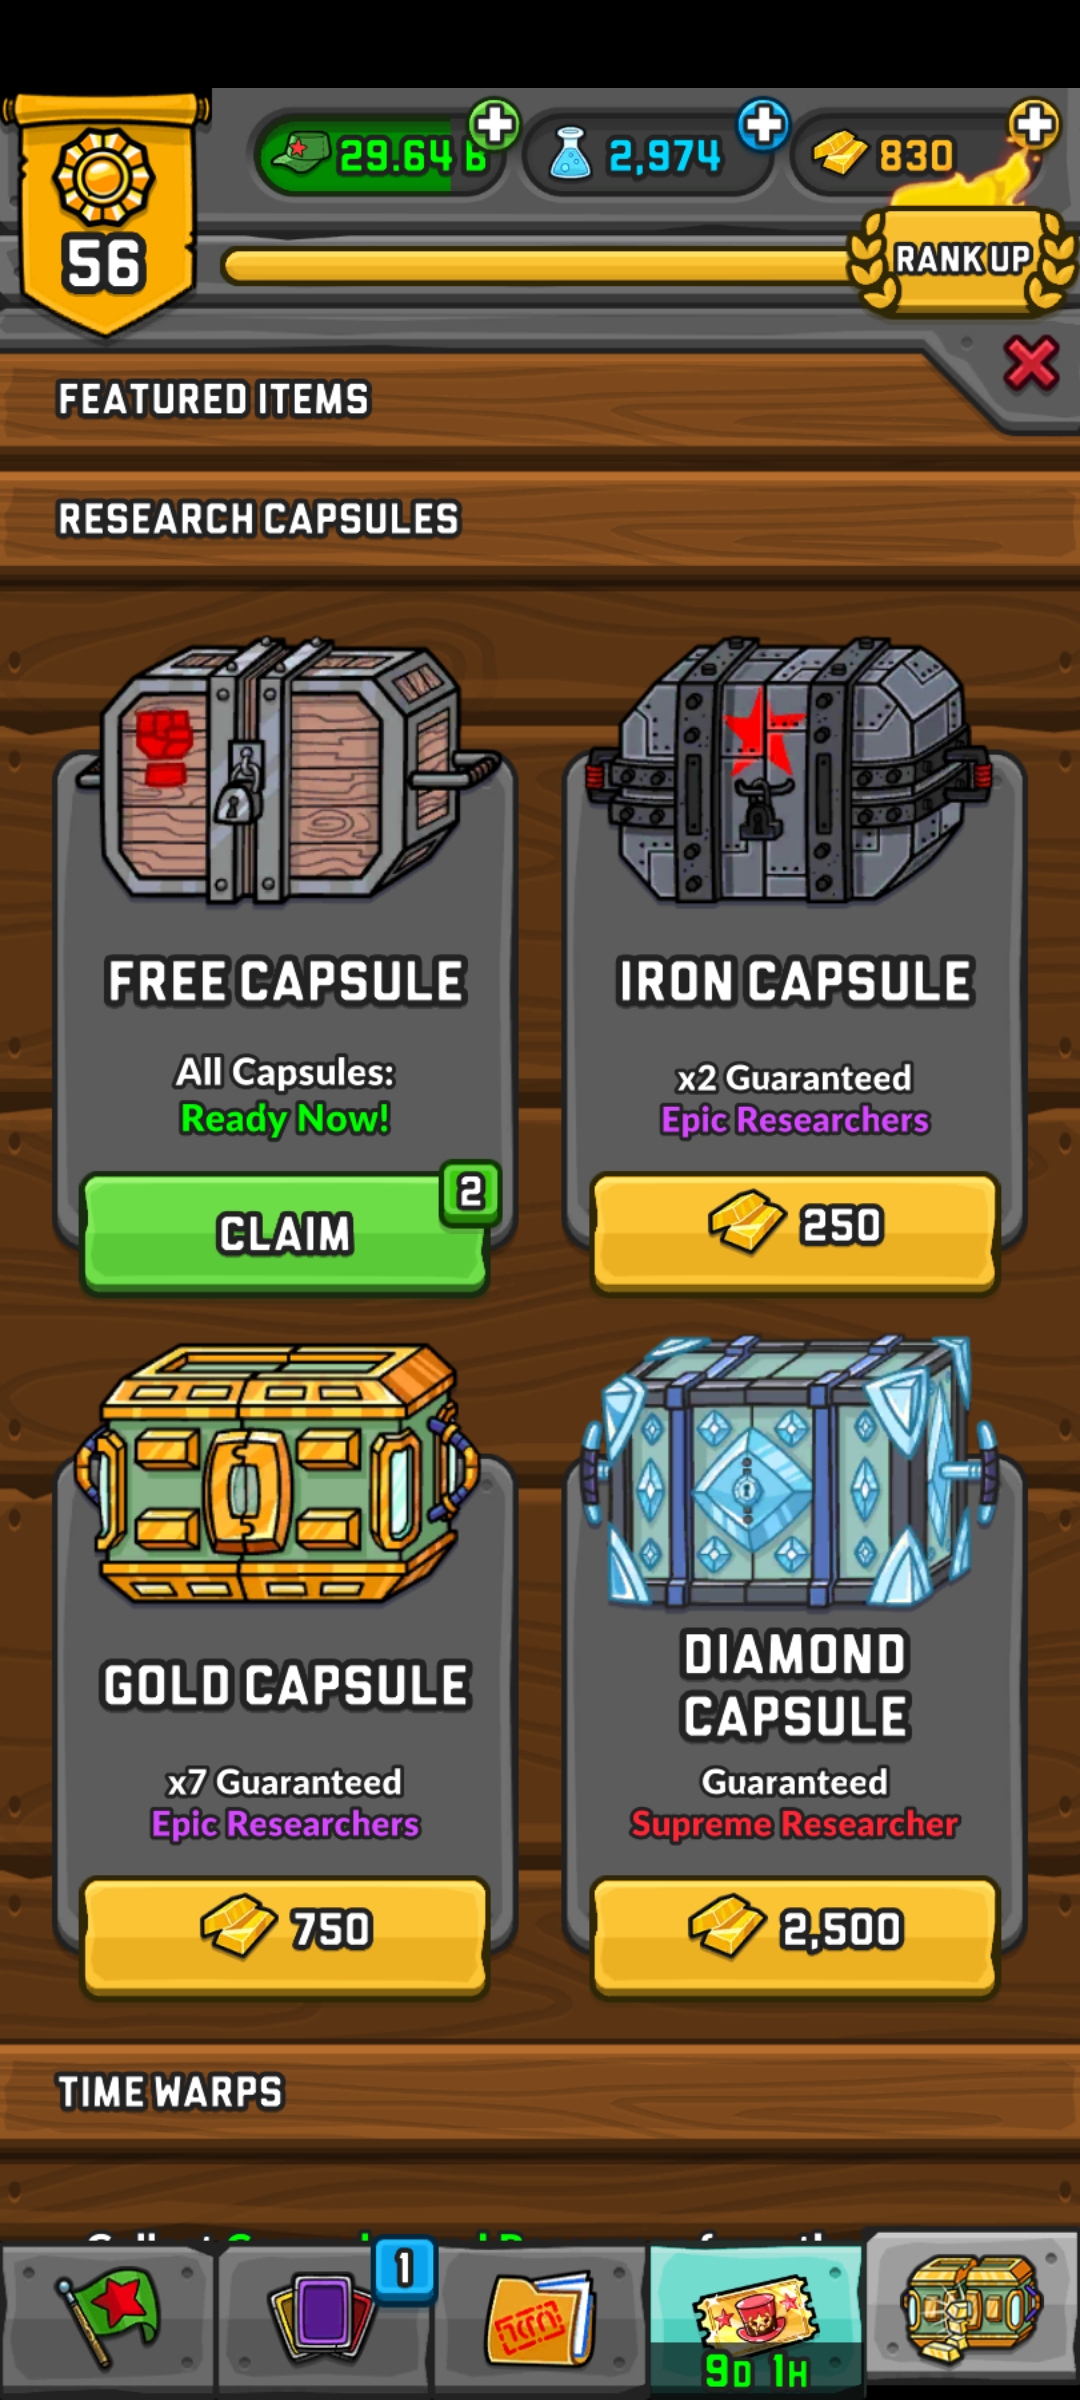 29.64 B
2,974
830
56
RANK UP
FEATURED ITEMS
RESEARCH CAPSULES
FREE CAPSULE
All Capsules:
Ready Now!
2
CLAIM
IRON CAPSULE
x2 Guaranteed
Epic Researchers
250
GOLD CAPSULE
x7 Guaranteed
Epic Researchers
750
DIAMOND
CAPSULE
Guaranteed
Supreme Researcher
2,500
TIME WARPS
1
9D 1H